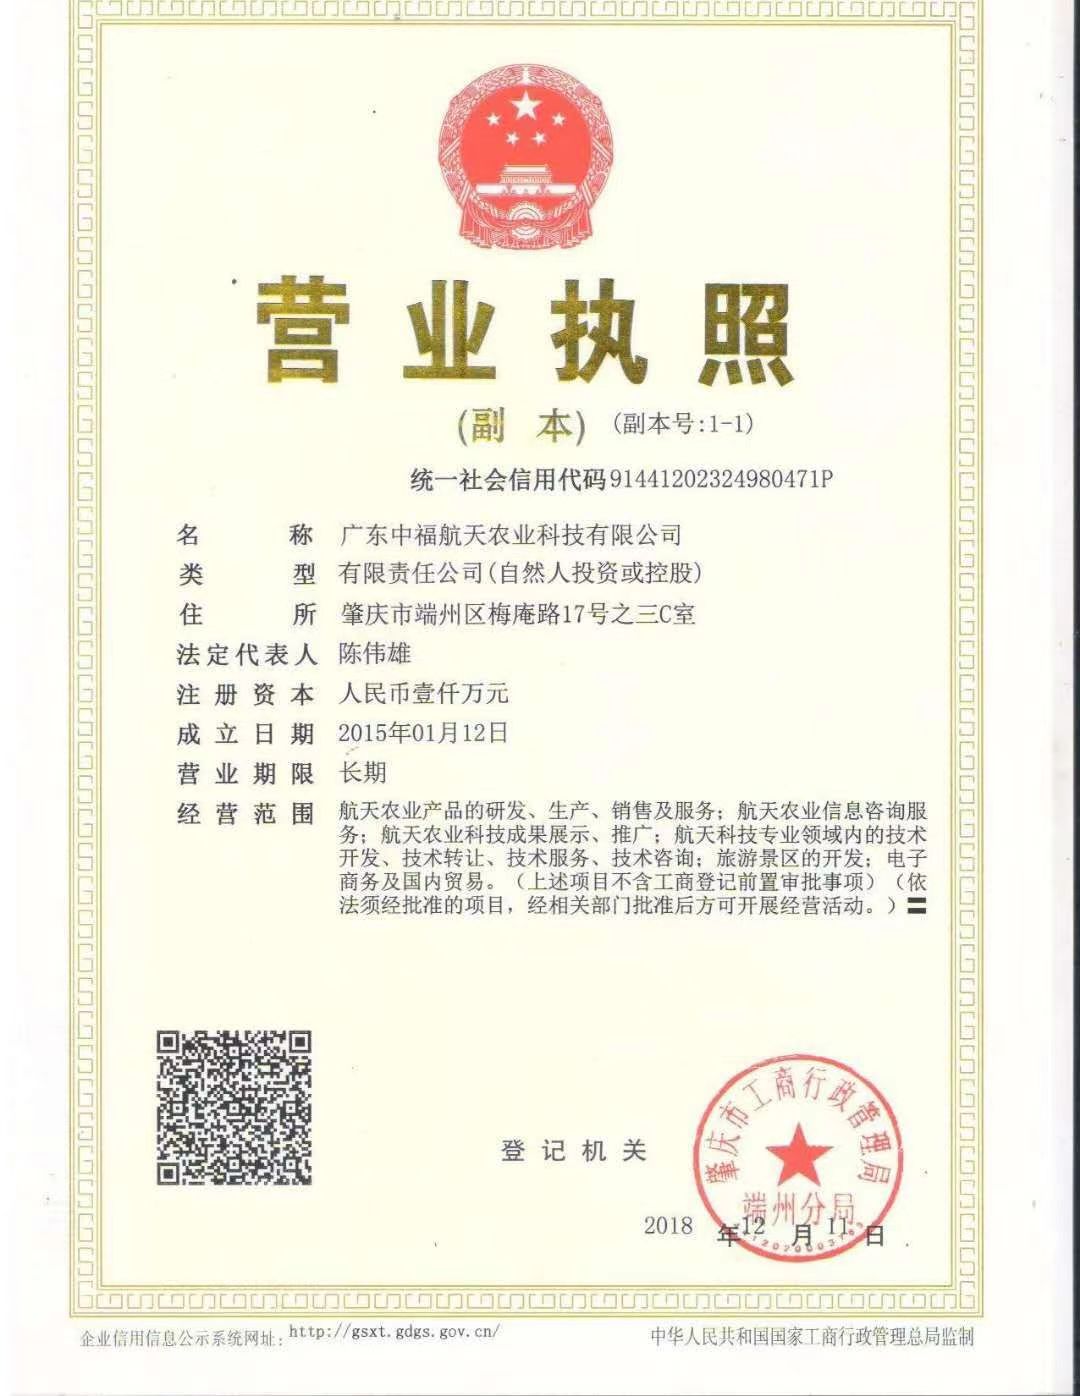 营业执照
(副 本) (副本号:1-1)
统一社会信用代码91441202324980471P
名 称 广东中福航天农业科技有限公司
类 型 有限责任公司(自然人投资或控股)
住 所 肇庆市端州区梅庵路17号之三C室
法定代表人 陈伟雄
注册资本 人民币壹仟万元
成立日期 2015年01月12日
营业期限 长期
经营范围 航天农业产品的研发、生产、销售及服务；航天农业信息咨询服
务；航天农业科技成果展示、推广；航天科技专业领域内的技术
开发、技术转让、技术服务、技术咨询；旅游景区的开发；电子
商务及国内贸易。（上述项目不含工商登记前置审批事项）（依
法须经批准的项目，经相关部门批准后方可开展经营活动。）〓
登记机关
肇庆市工商行政管理局
端州分局
2018 年12 月 11 日
企业信用信息公示系统网址: http://gsxt.gdgs.gov.cn/
中华人民共和国国家工商行政管理总局监制